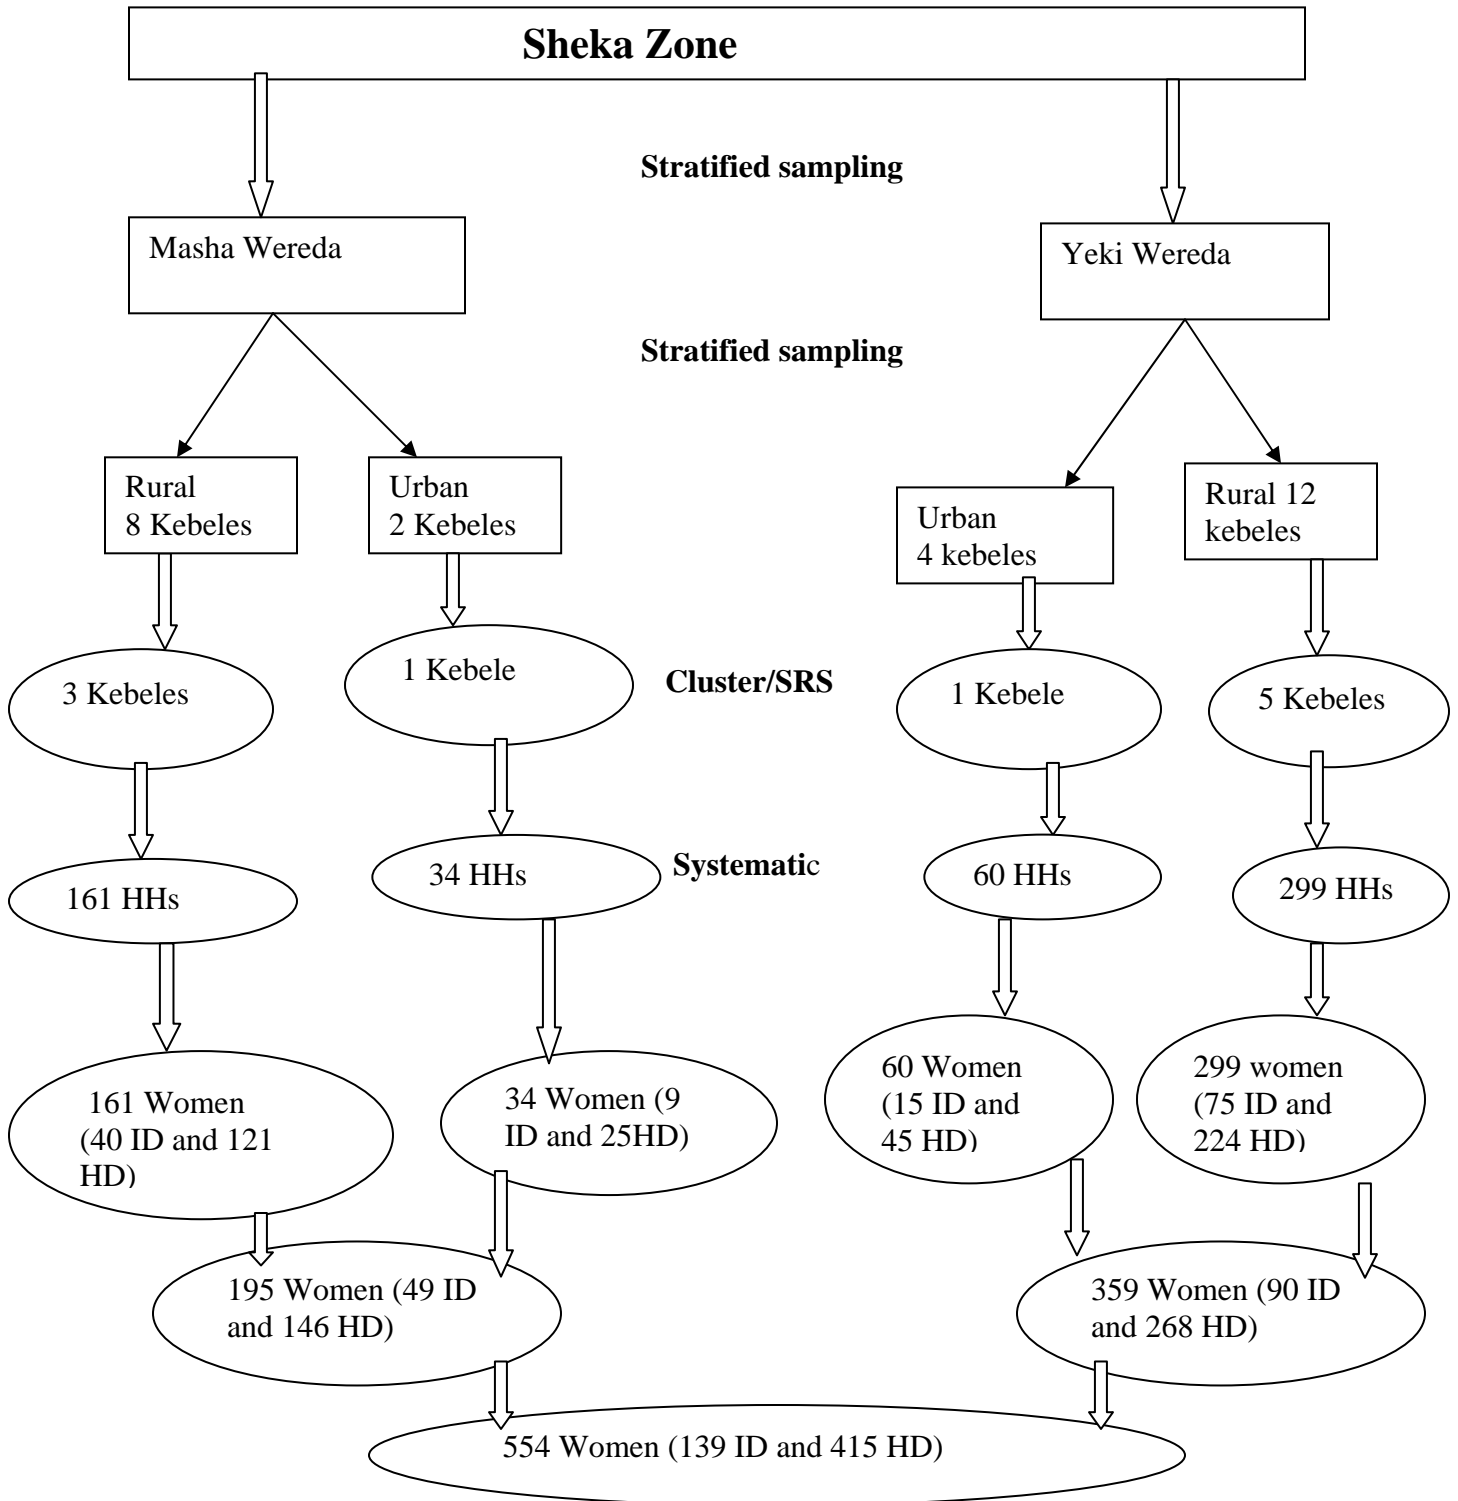 Sheka Zone
Stratified sampling
Masha Wereda
Yeki Wereda
Stratified sampling
Rural
8 Kebeles
Urban
2 Kebeles
Urban
4 kebeles
Rural 12
kebeles
3 Kebeles
1 Kebele
Cluster/SRS
1 Kebele
5 Kebeles
161 HHs
34 HHs
Systematic
60 HHs
299 HHs
161 Women
(40 ID and 121
HD)
34 Women (9
ID and 25HD)
60 Women
(15 ID and
45 HD)
299 women
(75 ID and
224 HD)
195 Women (49 ID
and 146 HD)
359 Women (90 ID
and 268 HD)
554 Women (139 ID and 415 HD)